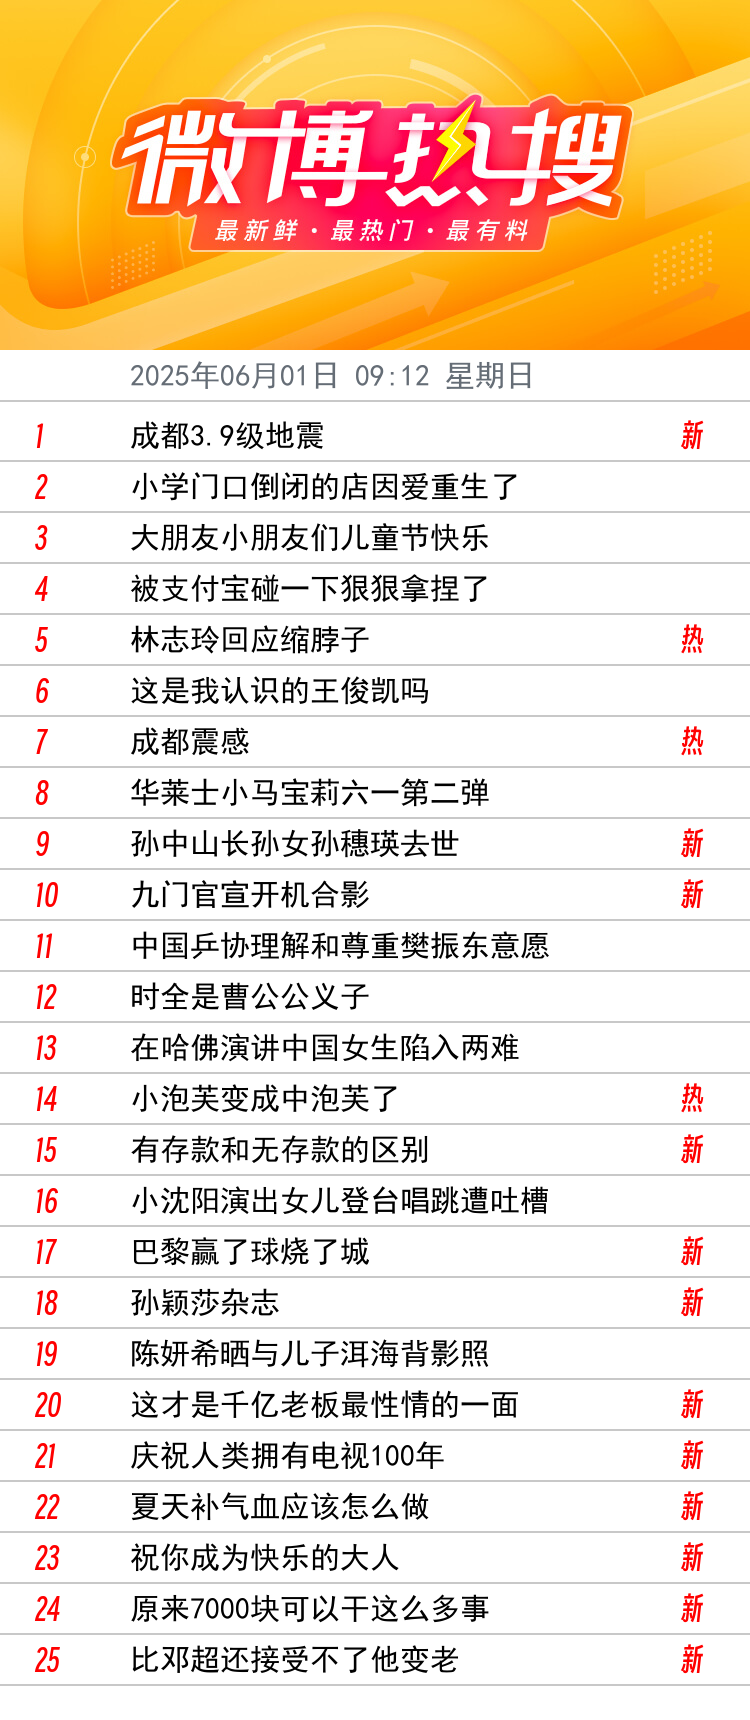 微博热搜
最新鲜·最热门·最有料
2025年06月01日 09:12 星期日
1 成都3.9级地震 新
2 小学门口倒闭的店因爱重生了
3 大朋友小朋友们儿童节快乐
4 被支付宝碰一下狠狠拿捏了
5 林志玲回应缩脖子 热
6 这是我认识的王俊凯吗
7 成都震感 热
8 华莱士小马宝莉六一第二弹
9 孙中山长孙女孙穗瑛去世 新
10 九门官宣开机合影 新
11 中国乒协理解和尊重樊振东意愿
12 时全是曹公公义子
13 在哈佛演讲中国女生陷入两难
14 小泡芙变成中泡芙了 热
15 有存款和无存款的区别 新
16 小沈阳演出女儿登台唱跳遭吐槽
17 巴黎赢了球烧了城 新
18 孙颖莎杂志 新
19 陈妍希晒与儿子洱海背影照
20 这才是千亿老板最性情的一面 新
21 庆祝人类拥有电视100年 新
22 夏天补气血应该怎么做 新
23 祝你成为快乐的大人 新
24 原来7000块可以干这么多事 新
25 比邓超还接受不了他变老 新